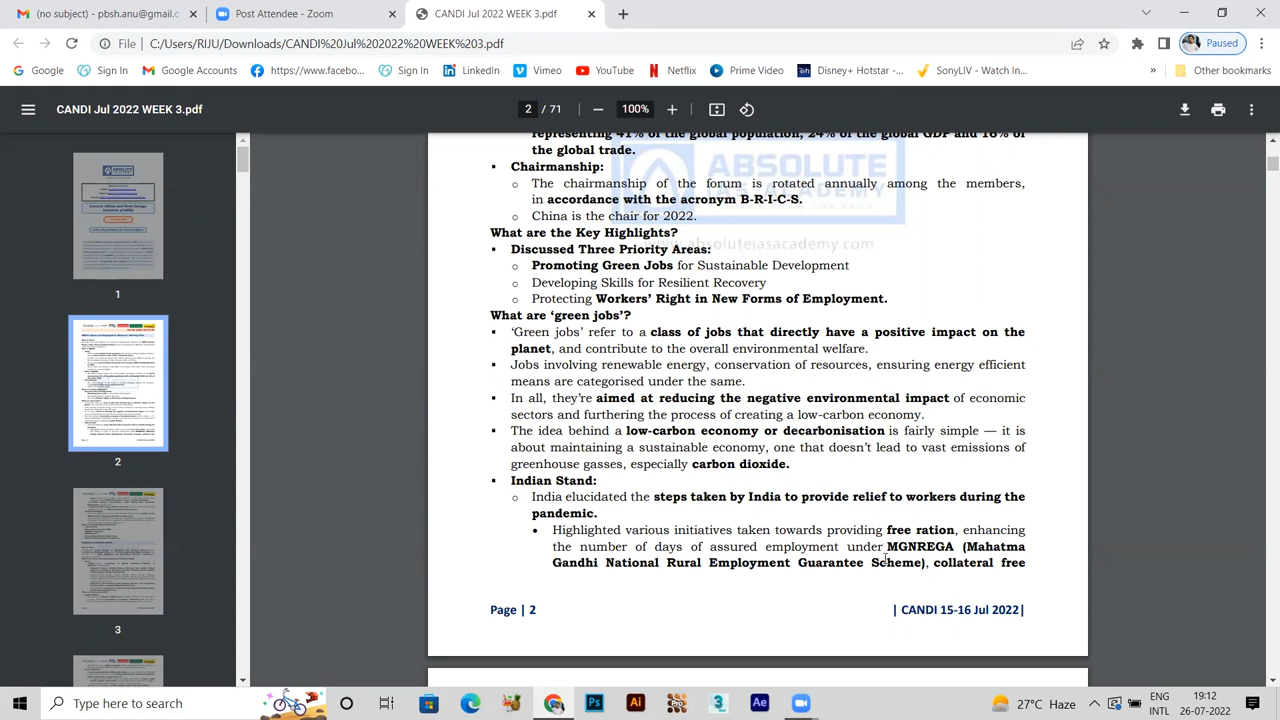 (no subject) - pbshanu@gmail.c
Post Attendee - Zoom
CANDI Jul 2022 WEEK 3.pdf
File
C:/Users/RIJU/Downloads/CANDI%20Jul%202022%20WEEK%203.pdf
Paused
Google
Sign In
Google Accounts
https://www.facebo...
Sign In
LinkedIn
Vimeo
YouTube
Netflix
Prime Video
Disney+ Hotstar -...
SonyLIV - Watch In...
»
Other bookmarks
CANDI Jul 2022 WEEK 3.pdf
2 / 71
100%
1
2
3
representing 41% of the global population, 24% of the global GDP and 16% of
the global trade.
▪ Chairmanship:
o The chairmanship of the forum is rotated annually among the members,
in accordance with the acronym B-R-I-C-S.
o China is the chair for 2022.
ABSOLUTE
IAS ACADEMY
www.absoluteiasacademy.com
What are the Key Highlights?
▪ Discussed Three Priority Areas:
o Promoting Green Jobs for Sustainable Development
o Developing Skills for Resilient Recovery
o Protecting Workers’ Right in New Forms of Employment.
What are ‘green jobs’?
▪ ‘Green jobs’ refer to a class of jobs that directly have a positive impact on the
planet, and contribute to the overall environmental welfare.
▪ Jobs involving renewable energy, conservation of resources, ensuring energy efficient
means are categorised under the same.
▪ In all, they’re aimed at reducing the negative environmental impact of economic
sectors and furthering the process of creating a low-carbon economy.
▪ The idea behind a low-carbon economy or decarbonisation is fairly simple — it is
about maintaining a sustainable economy, one that doesn’t lead to vast emissions of
greenhouse gasses, especially carbon dioxide.
▪ Indian Stand:
o India elucidated the steps taken by India to provide relief to workers during the
pandemic.
• Highlighted various initiatives taken towards providing free ration, enhancing
the number of days of assured employment under MGNREGA (Mahatma
Gandhi National Rural Employment Guarantee Scheme), collateral free
Page | 2
| CANDI 15-16 Jul 2022|
Type here to search
Ps
Ai
Pro
3
Ae
27°C Haze
ENG
INTL
19:12
26-07-2022